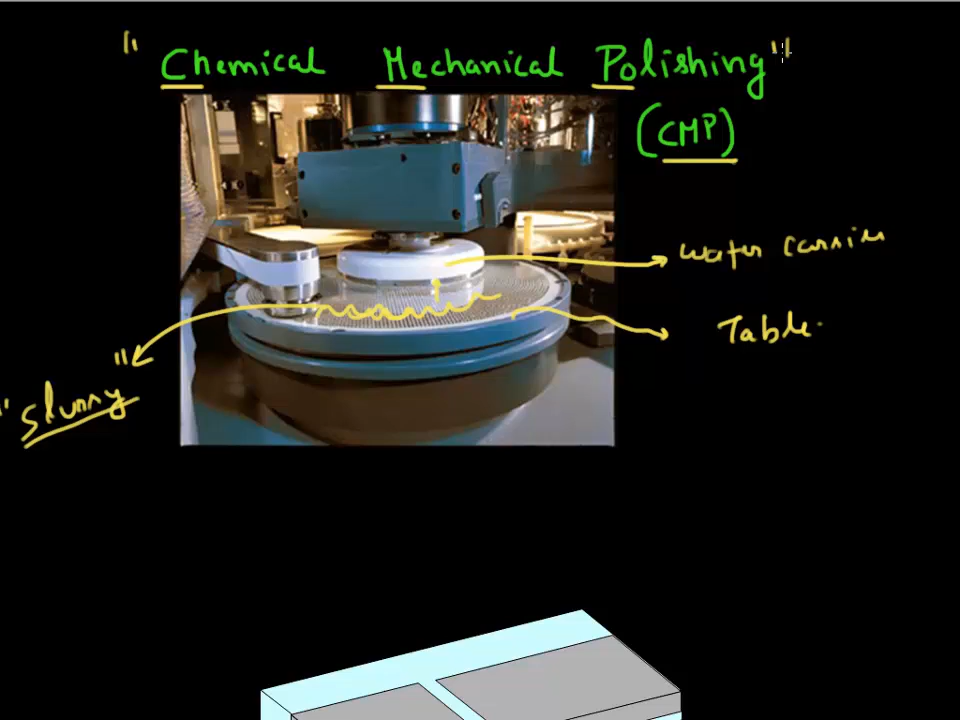 "Chemical Mechanical Polishing"
(CMP)
wafer carrier
Table
"Slurry"